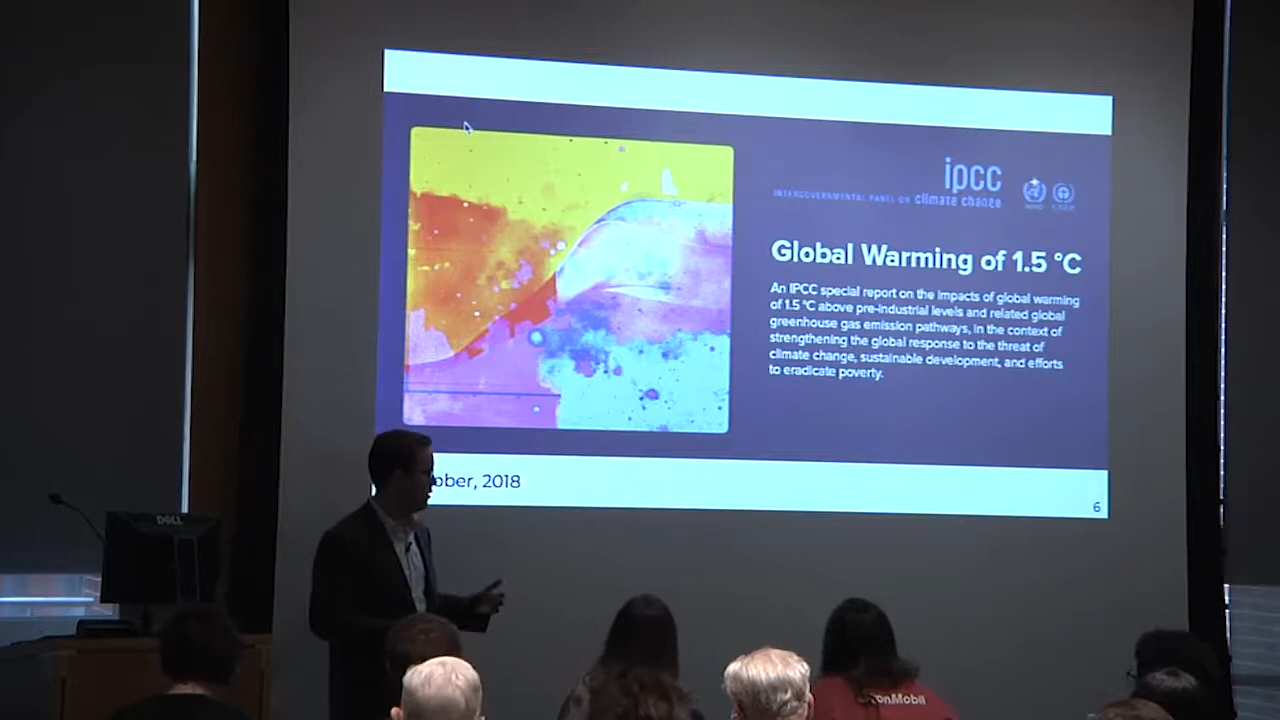 ipcc
INTERGOVERNMENTAL PANEL ON climate change
Global Warming of 1.5 °C
An IPCC special report on the impacts of global warming
of 1.5 °C above pre-industrial levels and related global
greenhouse gas emission pathways, in the context of
strengthening the global response to the threat of
climate change, sustainable development, and efforts
to eradicate poverty.
ober, 2018
6
DELL
onMobil